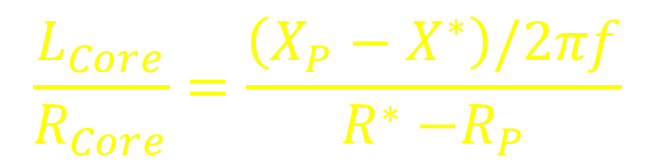 L_Core / R_Core = (X_P − X*)/2πf / R* −R_P